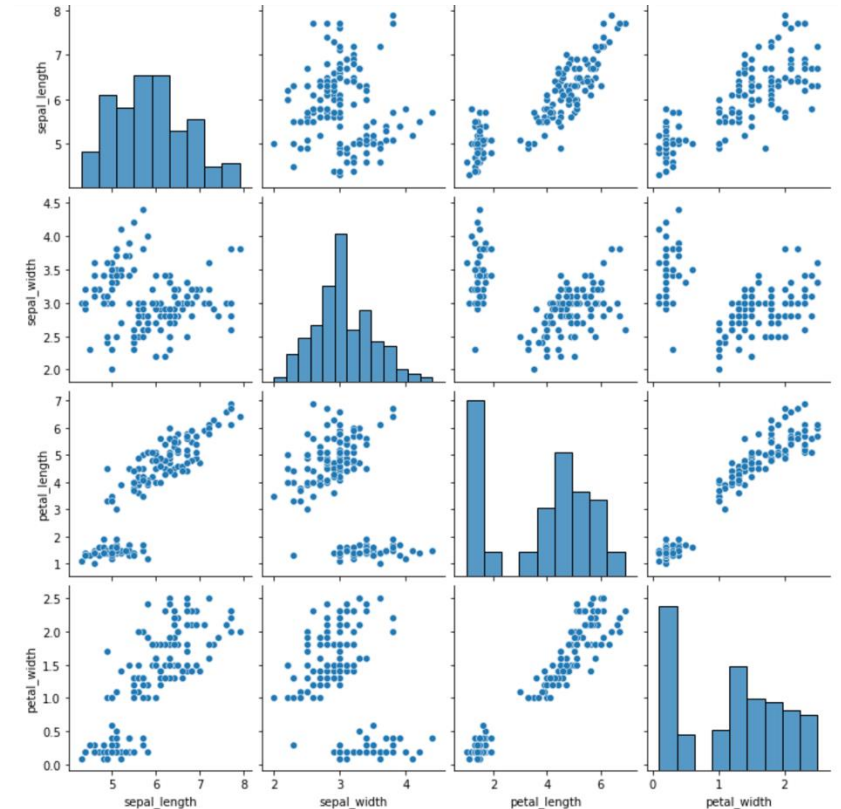 sepal_length
8
7
6
5
sepal_width
4.5
4.0
3.5
3.0
2.5
2.0
petal_length
7
6
5
4
3
2
1
petal_width
2.5
2.0
1.5
1.0
0.5
0.0
5 6 7 8
2 3 4
2 4 6
0 1 2
sepal_length
sepal_width
petal_length
petal_width